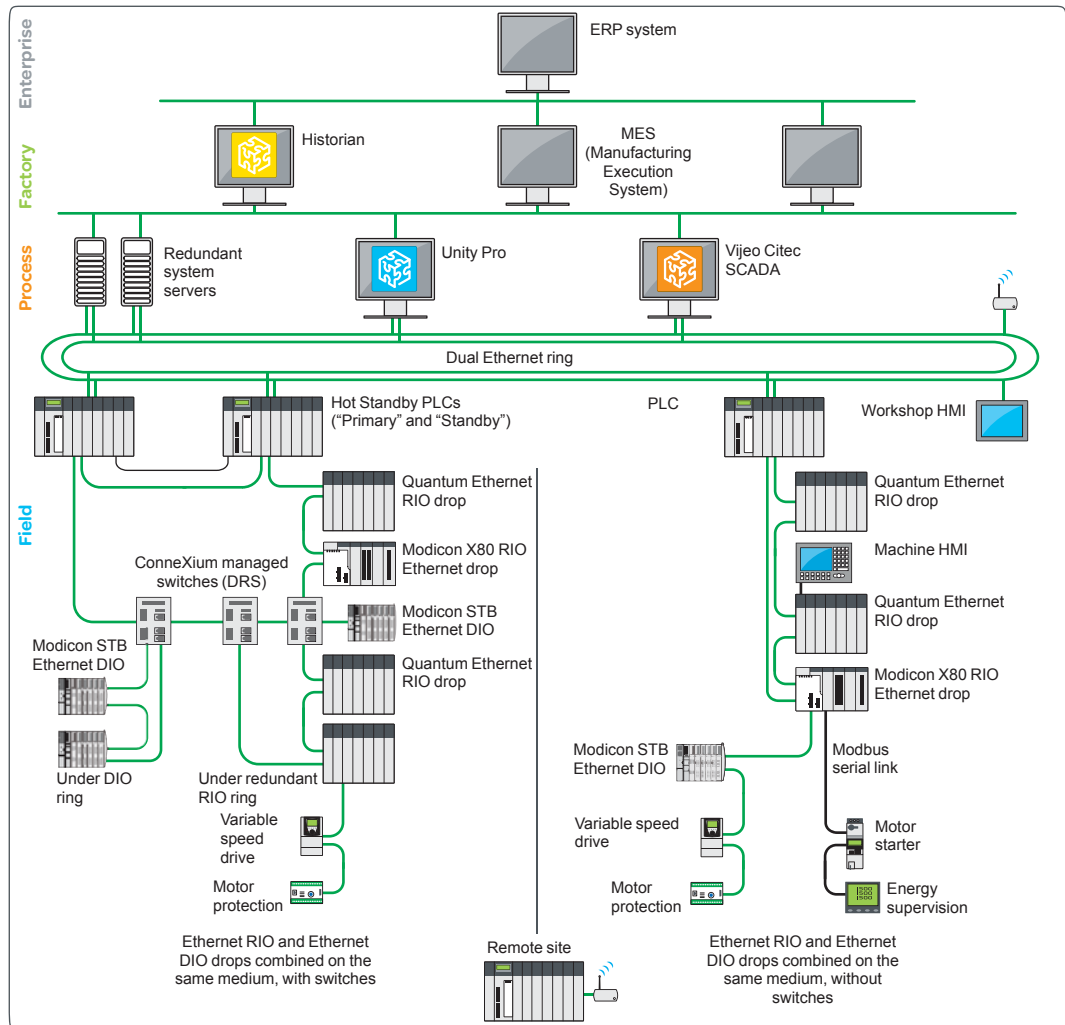 Enterprise
ERP system
Factory
Historian
MES
(Manufacturing
Execution
System)
Process
Redundant
system
servers
Unity Pro
Vijeo Citec
SCADA
Dual Ethernet ring
Field
Hot Standby PLCs
(“Primary” and “Standby”)
PLC
Workshop HMI
Quantum Ethernet
RIO drop
Modicon X80 RIO
Ethernet drop
ConneXium managed
switches (DRS)
Modicon STB
Ethernet DIO
Modicon STB
Ethernet DIO
Quantum Ethernet
RIO drop
Under DIO
ring
Under redundant
RIO ring
Variable
speed
drive
Motor
protection
Ethernet RIO and Ethernet
DIO drops combined on the
same medium, with switches
Quantum Ethernet
RIO drop
Machine HMI
Quantum Ethernet
RIO drop
Modicon X80 RIO
Ethernet drop
Modicon STB
Ethernet DIO
Modbus
serial link
Variable speed
drive
Motor
starter
Motor
protection
1500
1500
1500
Energy
supervision
Remote site
Ethernet RIO and Ethernet
DIO drops combined on the
same medium, without
switches